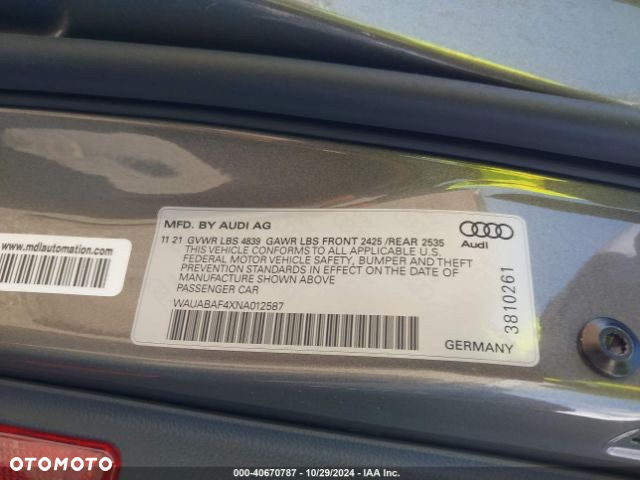 MFD. BY AUDI AG
11 21 GVWR LBS 4839 GAWR LBS FRONT 2425 /REAR 2535
THIS VEHICLE CONFORMS TO ALL APPLICABLE U.S.
FEDERAL MOTOR VEHICLE SAFETY, BUMPER AND THEFT
PREVENTION STANDARDS IN EFFECT ON THE DATE OF
MANUFACTURE SHOWN ABOVE
PASSENGER CAR
WAUABAF4XNA012587
Audi
3810261
GERMANY
www.mdlautomation.com
OTOMOTO
000-40670787 - 10/29/2024 - IAA Inc.